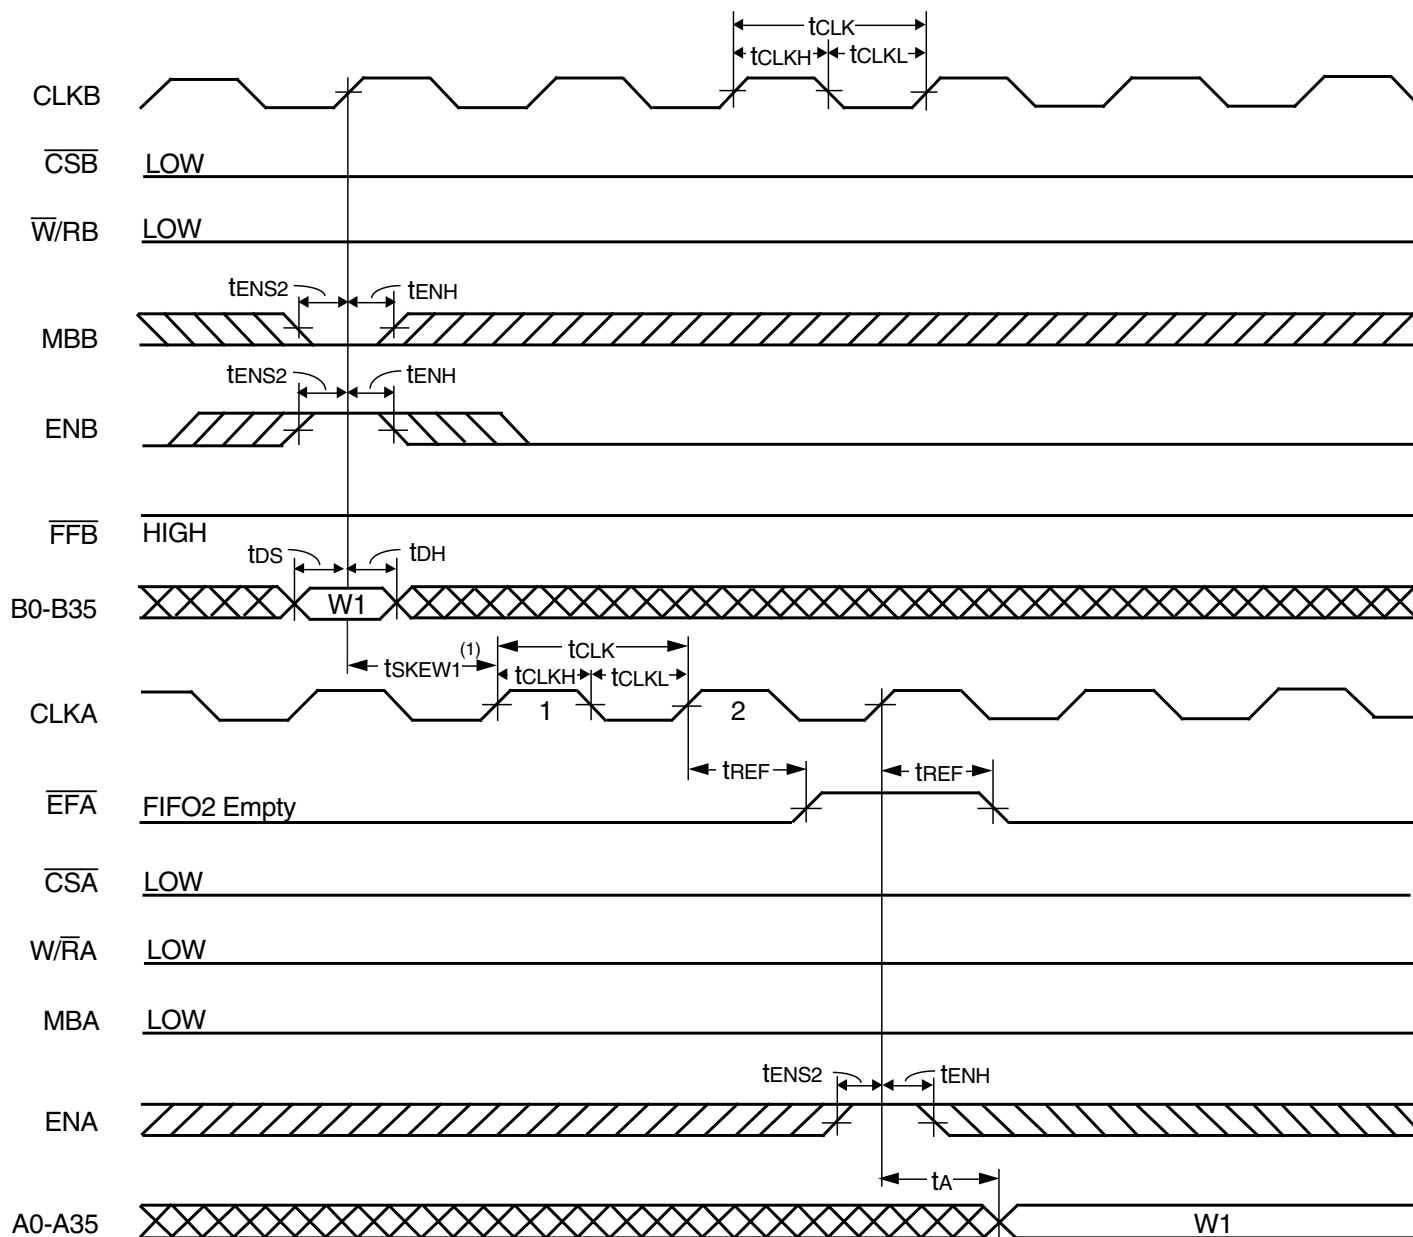 tCLK
tCLKH tCLKL
CLKB
CSB LOW
W/RB LOW
tENS2 tENH
MBB
tENS2 tENH
ENB
FFB HIGH
tDS tDH
B0-B35 W1
tSKEW1 (1) tCLK
tCLKH tCLKL
CLKA 1 2
tREF tREF
EFA FIFO2 Empty
CSA LOW
W/RA LOW
MBA LOW
tENS2 tENH
ENA
tA
A0-A35 W1